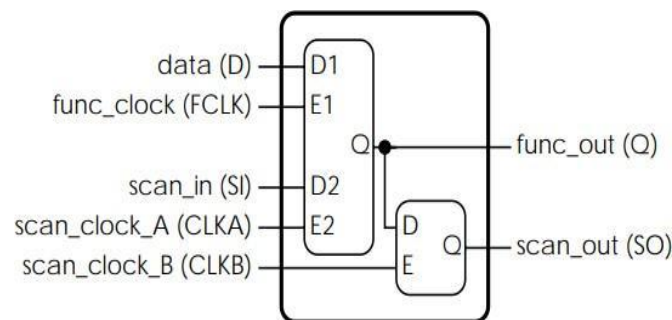 data (D)
func_clock (FCLK)
scan_in (SI)
scan_clock_A (CLKA)
scan_clock_B (CLKB)
D1
E1
Q
D2
E2
D
Q
E
func_out (Q)
scan_out (SO)